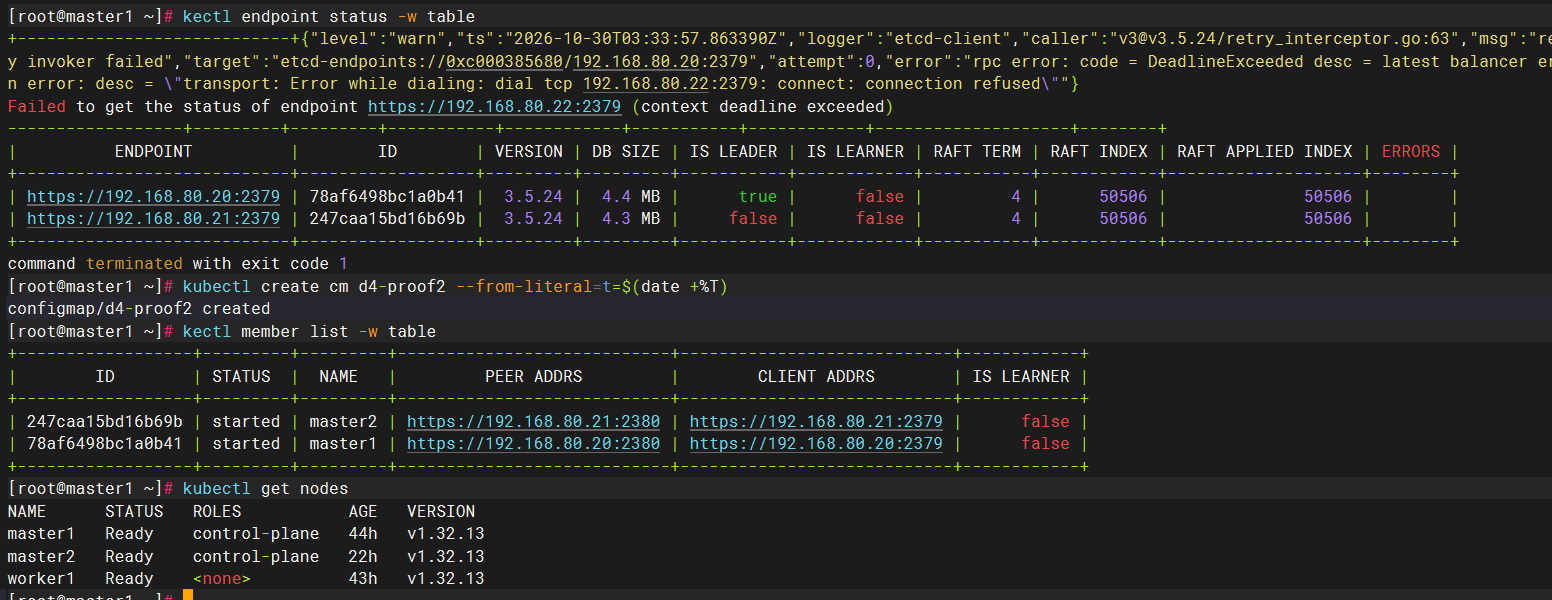 [root@master1 ~]# kectl endpoint status -w table
+---------------------------+{"level":"warn","ts":"2026-10-30T03:33:57.863390Z","logger":"etcd-client","caller":"v3@v3.5.24/retry_interceptor.go:63","msg":"re
y invoker failed","target":"etcd-endpoints://0xc000385680/192.168.80.20:2379","attempt":0,"error":"rpc error: code = DeadlineExceeded desc = latest balancer er
n error: desc = \"transport: Error while dialing: dial tcp 192.168.80.22:2379: connect: connection refused\""}
Failed to get the status of endpoint https://192.168.80.22:2379 (context deadline exceeded)
------------------+---------+---------+-----------+------------+-----------+------------+--------------------+--------+
| ENDPOINT | ID | VERSION | DB SIZE | IS LEADER | IS LEARNER | RAFT TERM | RAFT INDEX | RAFT APPLIED INDEX | ERRORS |
+----------------------------+------------------+---------+---------+-----------+------------+-----------+------------+--------------------+--------+
| https://192.168.80.20:2379 | 78af6498bc1a0b41 | 3.5.24 | 4.4 MB | true | false | 4 | 50506 | 50506 | |
| https://192.168.80.21:2379 | 247caa15bd16b69b | 3.5.24 | 4.3 MB | false | false | 4 | 50506 | 50506 | |
+----------------------------+------------------+---------+---------+-----------+------------+-----------+------------+--------------------+--------+
command terminated with exit code 1
[root@master1 ~]# kubectl create cm d4-proof2 --from-literal=t=$(date +%T)
configmap/d4-proof2 created
[root@master1 ~]# kectl member list -w table
+------------------+---------+---------+----------------------------+----------------------------+------------+
| ID | STATUS | NAME | PEER ADDRS | CLIENT ADDRS | IS LEARNER |
+------------------+---------+---------+----------------------------+----------------------------+------------+
| 247caa15bd16b69b | started | master2 | https://192.168.80.21:2380 | https://192.168.80.21:2379 | false |
| 78af6498bc1a0b41 | started | master1 | https://192.168.80.20:2380 | https://192.168.80.20:2379 | false |
+------------------+---------+---------+----------------------------+----------------------------+------------+
[root@master1 ~]# kubectl get nodes
NAME STATUS ROLES AGE VERSION
master1 Ready control-plane 44h v1.32.13
master2 Ready control-plane 22h v1.32.13
worker1 Ready <none> 43h v1.32.13
[root@master1 ~]#